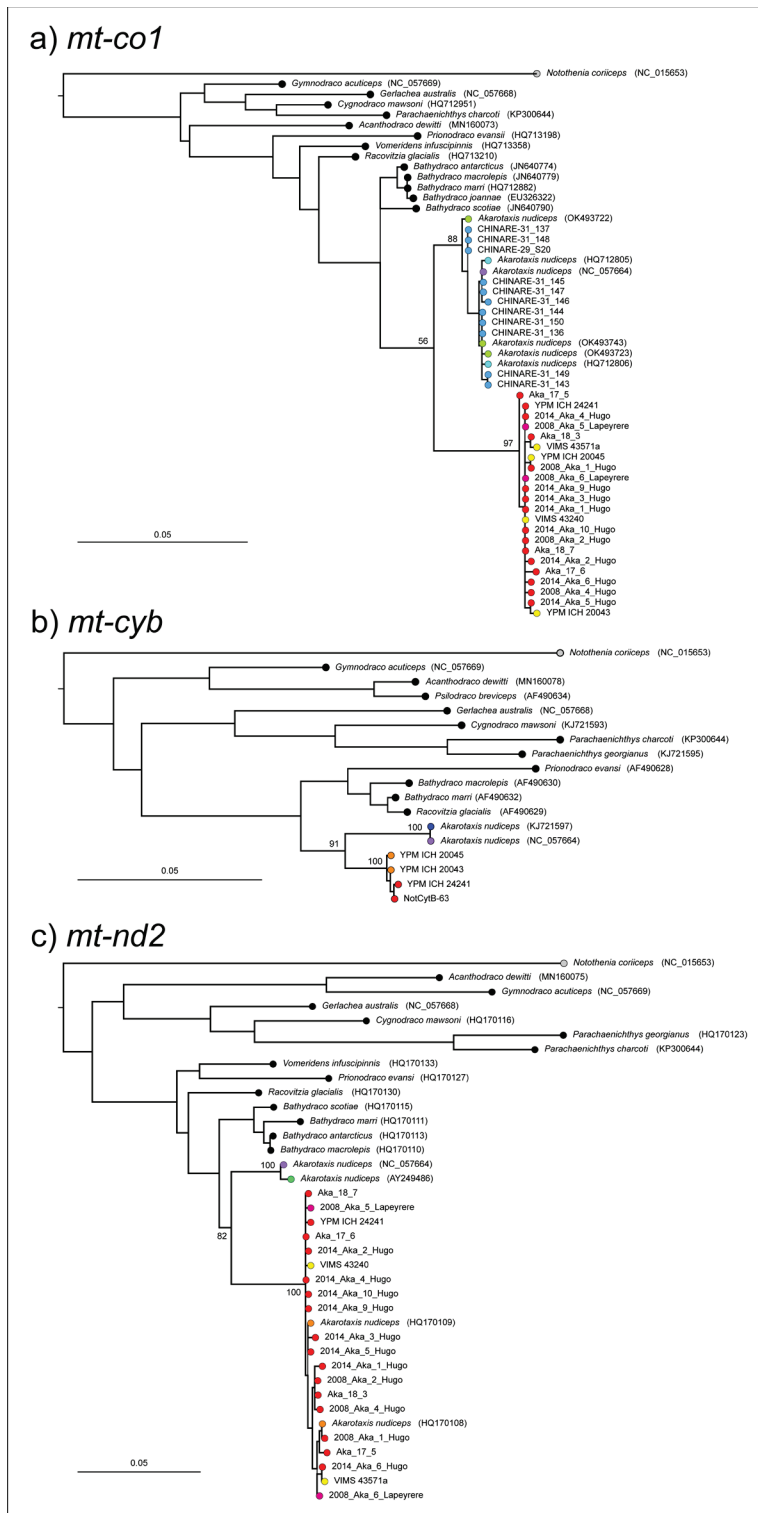 a) mt-co1
Notothenia coriiceps (NC_015653)
Gymnodraco acuticeps (NC_057669)
Gerlachea australis (NC_057668)
Cygnodraco mawsoni (HQ712951)
Parachaenichthys charcoti (KP300644)
Acanthodraco dewitti (MN160073)
Prionodraco evansii (HQ713198)
Vomeridens infuscipinnis (HQ713358)
Racovitzia glacialis (HQ713210)
Bathydraco antarcticus (JN640774)
Bathydraco macrolepis (JN640779)
Bathydraco marri (HQ712882)
Bathydraco joannae (EU326322)
Bathydraco scotiae (JN640790)
Akarotaxis nudiceps (OK493722)
88
CHINARE-31_137
CHINARE-31_148
CHINARE-29_S20
Akarotaxis nudiceps (HQ712805)
Akarotaxis nudiceps (NC_057664)
CHINARE-31_145
CHINARE-31_147
CHINARE-31_146
CHINARE-31_144
CHINARE-31_150
CHINARE-31_136
56
Akarotaxis nudiceps (OK493743)
Akarotaxis nudiceps (OK493723)
Akarotaxis nudiceps (HQ712806)
CHINARE-31_149
CHINARE-31_143
Aka_17_5
YPM ICH 24241
2014_Aka_4_Hugo
2008_Aka_5_Lapeyrere
Aka_18_3
97
VIMS 43571a
YPM ICH 20045
2008_Aka_1_Hugo
2008_Aka_6_Lapeyrere
2014_Aka_9_Hugo
2014_Aka_3_Hugo
2014_Aka_1_Hugo
VIMS 43240
2014_Aka_10_Hugo
0.05
2008_Aka_2_Hugo
Aka_18_7
2014_Aka_2_Hugo
Aka_17_6
2014_Aka_6_Hugo
2008_Aka_4_Hugo
2014_Aka_5_Hugo
YPM ICH 20043
b) mt-cyb
Notothenia coriiceps (NC_015653)
Gymnodraco acuticeps (NC_057669)
Acanthodraco dewitti (MN160078)
Psilodraco breviceps (AF490634)
Gerlachea australis (NC_057668)
Cygnodraco mawsoni (KJ721593)
Parachaenichthys charcoti (KP300644)
Parachaenichthys georgianus (KJ721595)
Prionodraco evansi (AF490628)
Bathydraco macrolepis (AF490630)
Bathydraco marri (AF490632)
Racovitzia glacialis (AF490629)
100
Akarotaxis nudiceps (KJ721597)
Akarotaxis nudiceps (NC_057664)
91
YPM ICH 20045
100
YPM ICH 20043
0.05
YPM ICH 24241
NotCytB-63
c) mt-nd2
Notothenia coriiceps (NC_015653)
Acanthodraco dewitti (MN160075)
Gymnodraco acuticeps (NC_057669)
Gerlachea australis (NC_057668)
Cygnodraco mawsoni (HQ170116)
Parachaenichthys georgianus (HQ170123)
Parachaenichthys charcoti (KP300644)
Vomeridens infuscipinnis (HQ170133)
Prionodraco evansi (HQ170127)
Racovitzia glacialis (HQ170130)
Bathydraco scotiae (HQ170115)
Bathydraco marri (HQ170111)
Bathydraco antarcticus (HQ170113)
Bathydraco macrolepis (HQ170110)
100
Akarotaxis nudiceps (NC_057664)
Akarotaxis nudiceps (AY249486)
Aka_18_7
2008_Aka_5_Lapeyrere
YPM ICH 24241
82
Aka_17_6
2014_Aka_2_Hugo
VIMS 43240
2014_Aka_4_Hugo
100
2014_Aka_10_Hugo
2014_Aka_9_Hugo
Akarotaxis nudiceps (HQ170109)
2014_Aka_3_Hugo
2014_Aka_5_Hugo
2014_Aka_1_Hugo
2008_Aka_2_Hugo
Aka_18_3
2008_Aka_4_Hugo
Akarotaxis nudiceps (HQ170108)
2008_Aka_1_Hugo
Aka_17_5
0.05
2014_Aka_6_Hugo
VIMS 43571a
2008_Aka_6_Lapeyrere